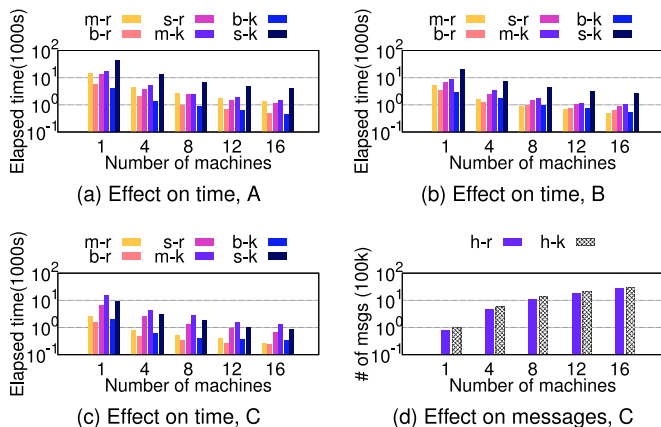 m-r s-r b-k
b-r m-k s-k
Elapsed time(1000s)
10^2
10^1
10^0
10^-1
1 4 8 12 16
Number of machines
(a) Effect on time, A
m-r s-r b-k
b-r m-k s-k
Elapsed time(1000s)
10^2
10^1
10^0
10^-1
1 4 8 12 16
Number of machines
(b) Effect on time, B
m-r s-r b-k
b-r m-k s-k
Elapsed time(1000s)
10^2
10^1
10^0
10^-1
1 4 8 12 16
Number of machines
(c) Effect on time, C
h-r h-k
# of msgs (100k)
10^2
10^1
10^0
10^-1
1 4 8 12 16
Number of machines
(d) Effect on messages, C